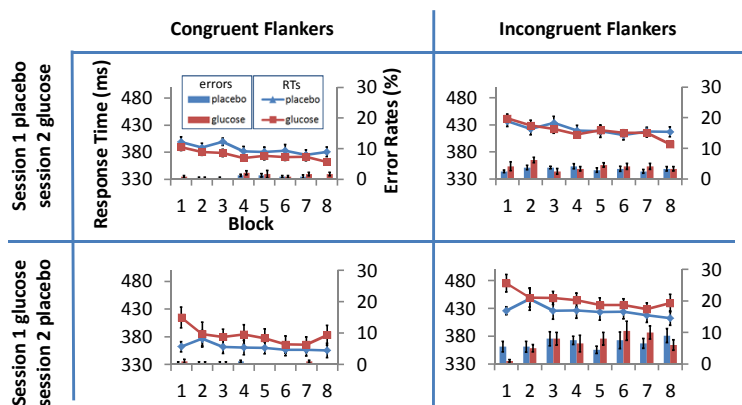 Congruent Flankers
Incongruent Flankers
Session 1 placebo
session 2 glucose
Response Time (ms)
480
430
380
330
errors
RTs
placebo
placebo
glucose
glucose
30
20
10
0
Error Rates (%)
1 2 3 4 5 6 7 8
Block
480
430
380
330
30
20
10
0
1 2 3 4 5 6 7 8
Session 1 glucose
Session 2 placebo
480
430
380
330
30
20
10
0
1 2 3 4 5 6 7 8
480
430
380
330
30
20
10
0
1 2 3 4 5 6 7 8